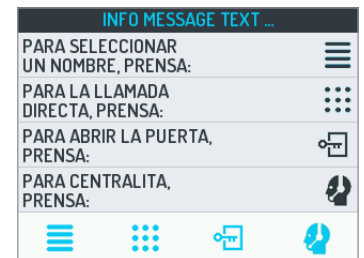 INFO MESSAGE TEXT ...
PARA SELECCIONAR
UN NOMBRE, PRENSA:
PARA LA LLAMADA
DIRECTA, PRENSA:
PARA ABRIR LA PUERTA,
PRENSA:
PARA CENTRALITA,
PRENSA: